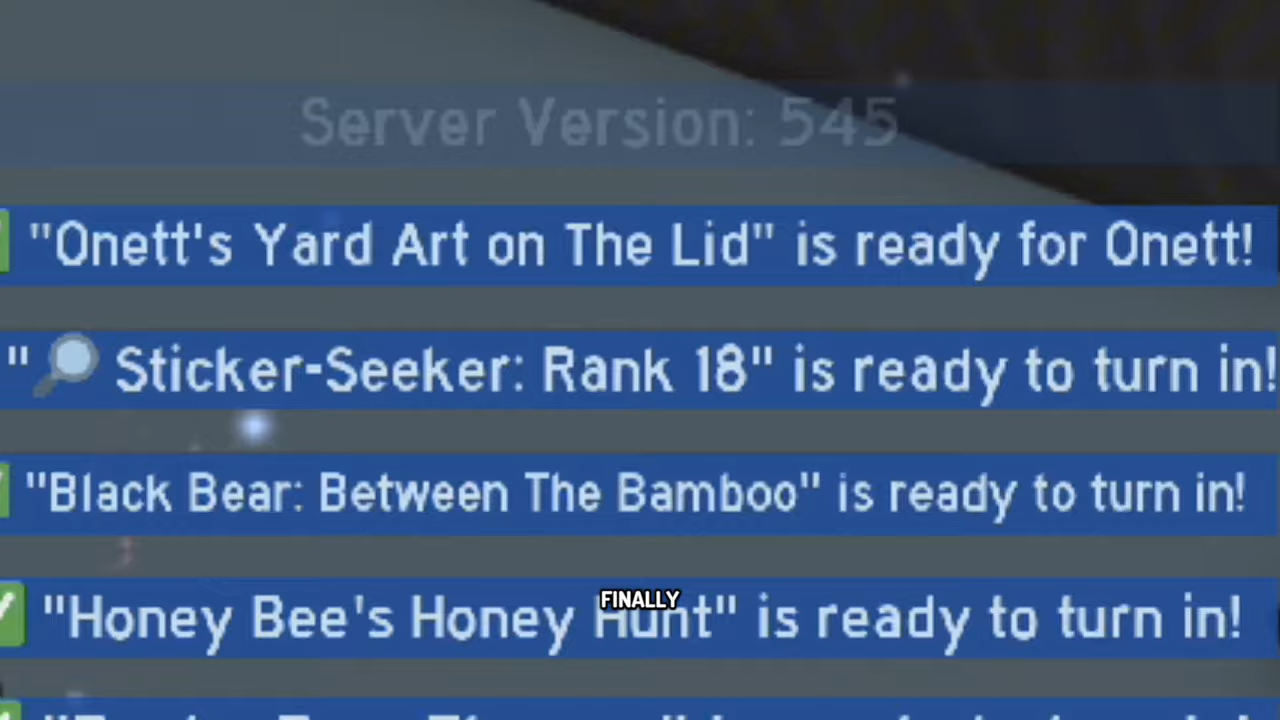 Server Version: 545
"Onett's Yard Art on The Lid" is ready for Onett!
"🔎 Sticker-Seeker: Rank 18" is ready to turn in!
"Black Bear: Between The Bamboo" is ready to turn in!
"Honey Bee's Honey Hunt" is ready to turn in!
FINALLY